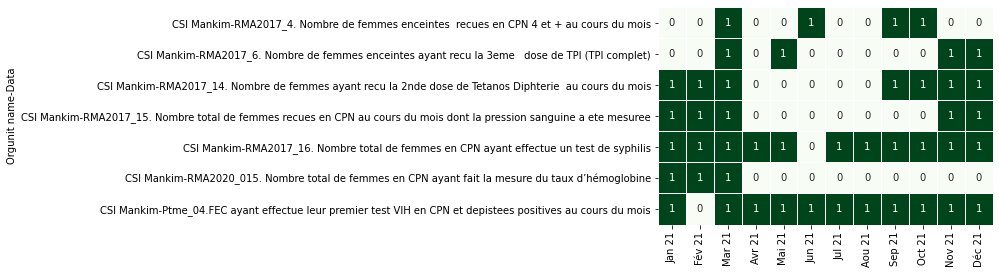 Orgunit name-Data
CSI Mankim-RMA2017_4. Nombre de femmes enceintes  recues en CPN 4 et + au cours du mois 0 0 1 0 0 1 0 0 1 1 0 0
CSI Mankim-RMA2017_6. Nombre de femmes enceintes ayant recu la 3eme   dose de TPI (TPI complet) 0 0 1 0 1 0 0 0 0 0 1 1
CSI Mankim-RMA2017_14. Nombre de femmes ayant recu la 2nde dose de Tetanos Diphterie  au cours du mois 1 1 1 0 0 0 0 0 1 1 1 1
CSI Mankim-RMA2017_15. Nombre total de femmes recues en CPN au cours du mois dont la pression sanguine a ete mesuree 1 1 1 0 0 0 0 0 0 0 1 1
CSI Mankim-RMA2017_16. Nombre total de femmes en CPN ayant effectue un test de syphilis 1 1 1 1 1 0 1 1 1 1 1 1
CSI Mankim-RMA2020_015. Nombre total de femmes en CPN ayant fait la mesure du taux d’hémoglobine 1 1 1 0 0 0 0 0 0 0 0 0
CSI Mankim-Ptme_04.FEC ayant effectue leur premier test VIH en CPN et depistees positives au cours du mois 1 0 1 1 1 1 1 1 1 1 1 1
Jan 21 Fév 21 Mar 21 Avr 21 Mai 21 Jun 21 Jul 21 Aou 21 Sep 21 Oct 21 Nov 21 Déc 21